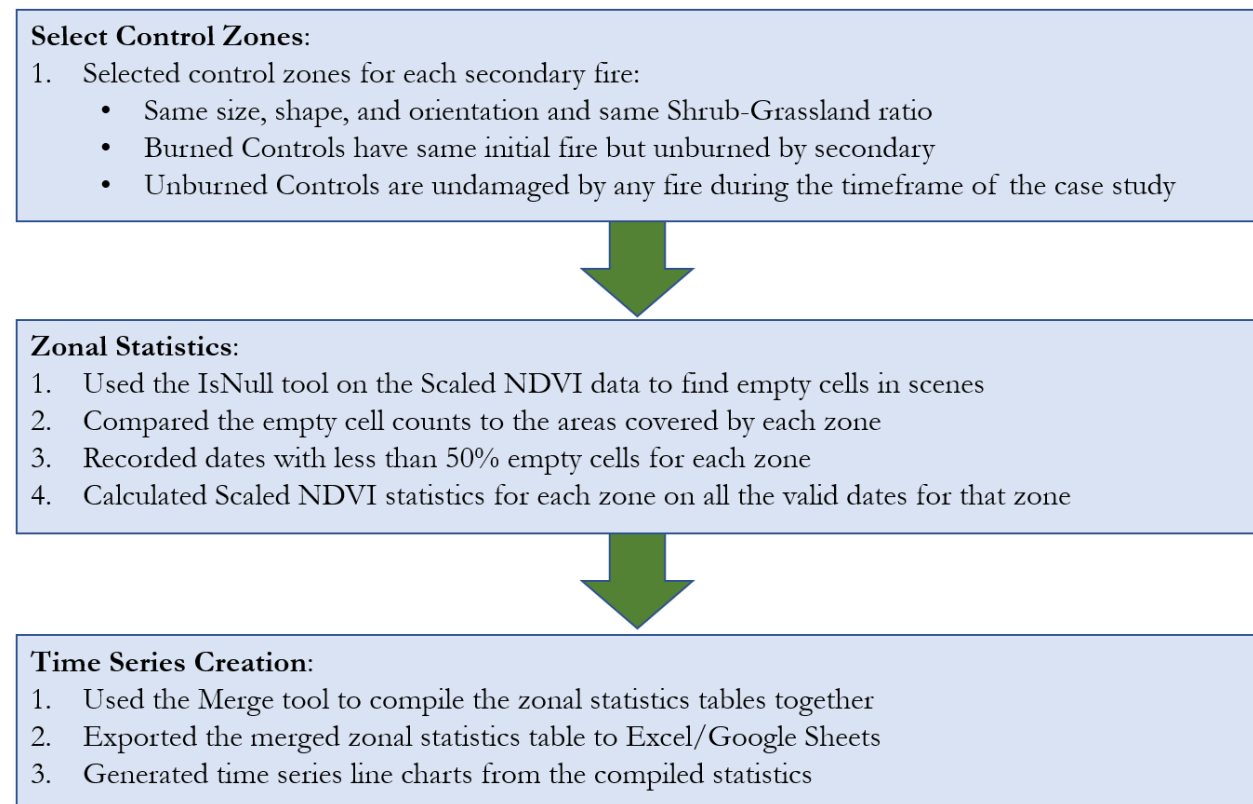 Select Control Zones:
1. Selected control zones for each secondary fire:
• Same size, shape, and orientation and same Shrub-Grassland ratio
• Burned Controls have same initial fire but unburned by secondary
• Unburned Controls are undamaged by any fire during the timeframe of the case study
Zonal Statistics:
1. Used the IsNull tool on the Scaled NDVI data to find empty cells in scenes
2. Compared the empty cell counts to the areas covered by each zone
3. Recorded dates with less than 50% empty cells for each zone
4. Calculated Scaled NDVI statistics for each zone on all the valid dates for that zone
Time Series Creation:
1. Used the Merge tool to compile the zonal statistics tables together
2. Exported the merged zonal statistics table to Excel/Google Sheets
3. Generated time series line charts from the compiled statistics